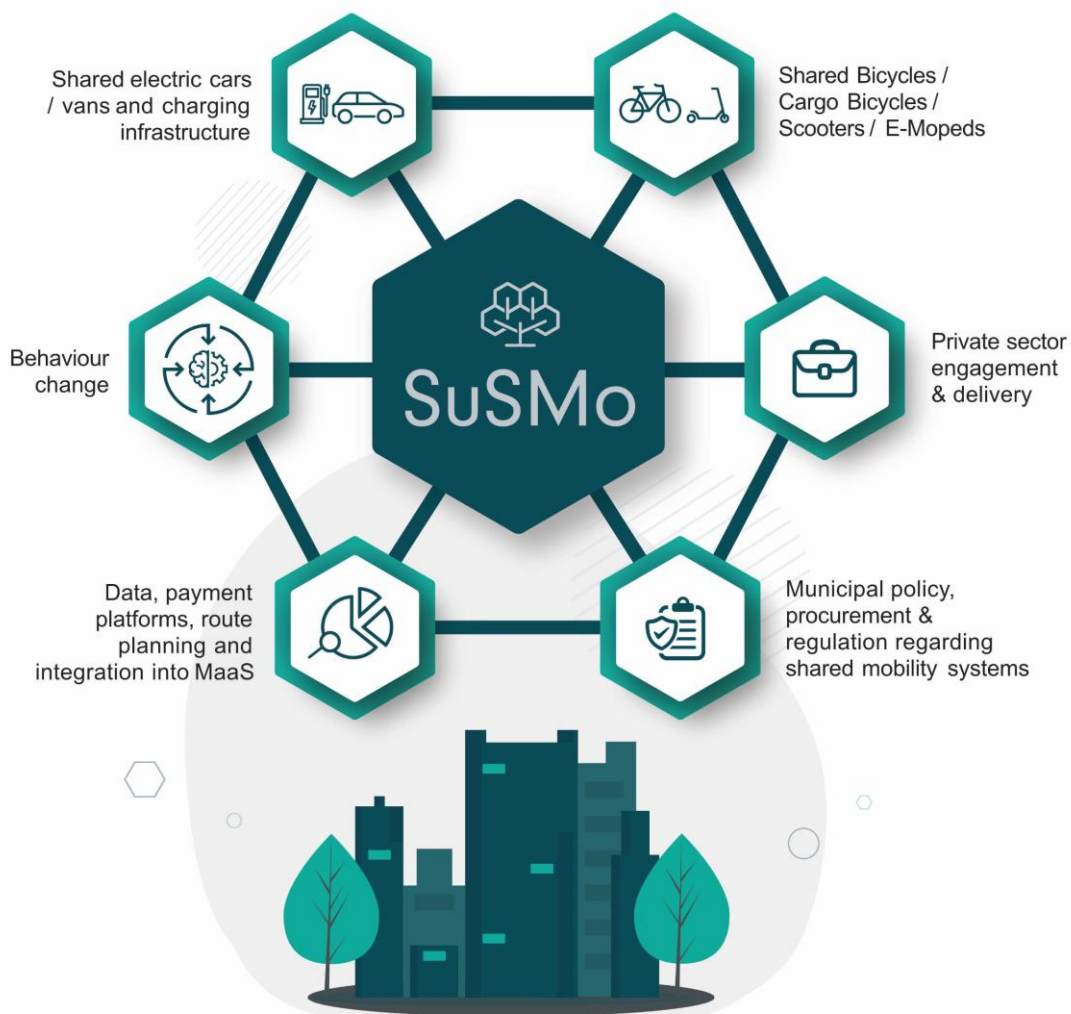 Shared electric cars
/ vans and charging
infrastructure
Shared Bicycles /
Cargo Bicycles /
Scooters / E-Mopeds
Behaviour
change
SuSMo
Private sector
engagement
& delivery
Data, payment
platforms, route
planning and
integration into MaaS
Municipal policy,
procurement &
regulation regarding
shared mobility systems